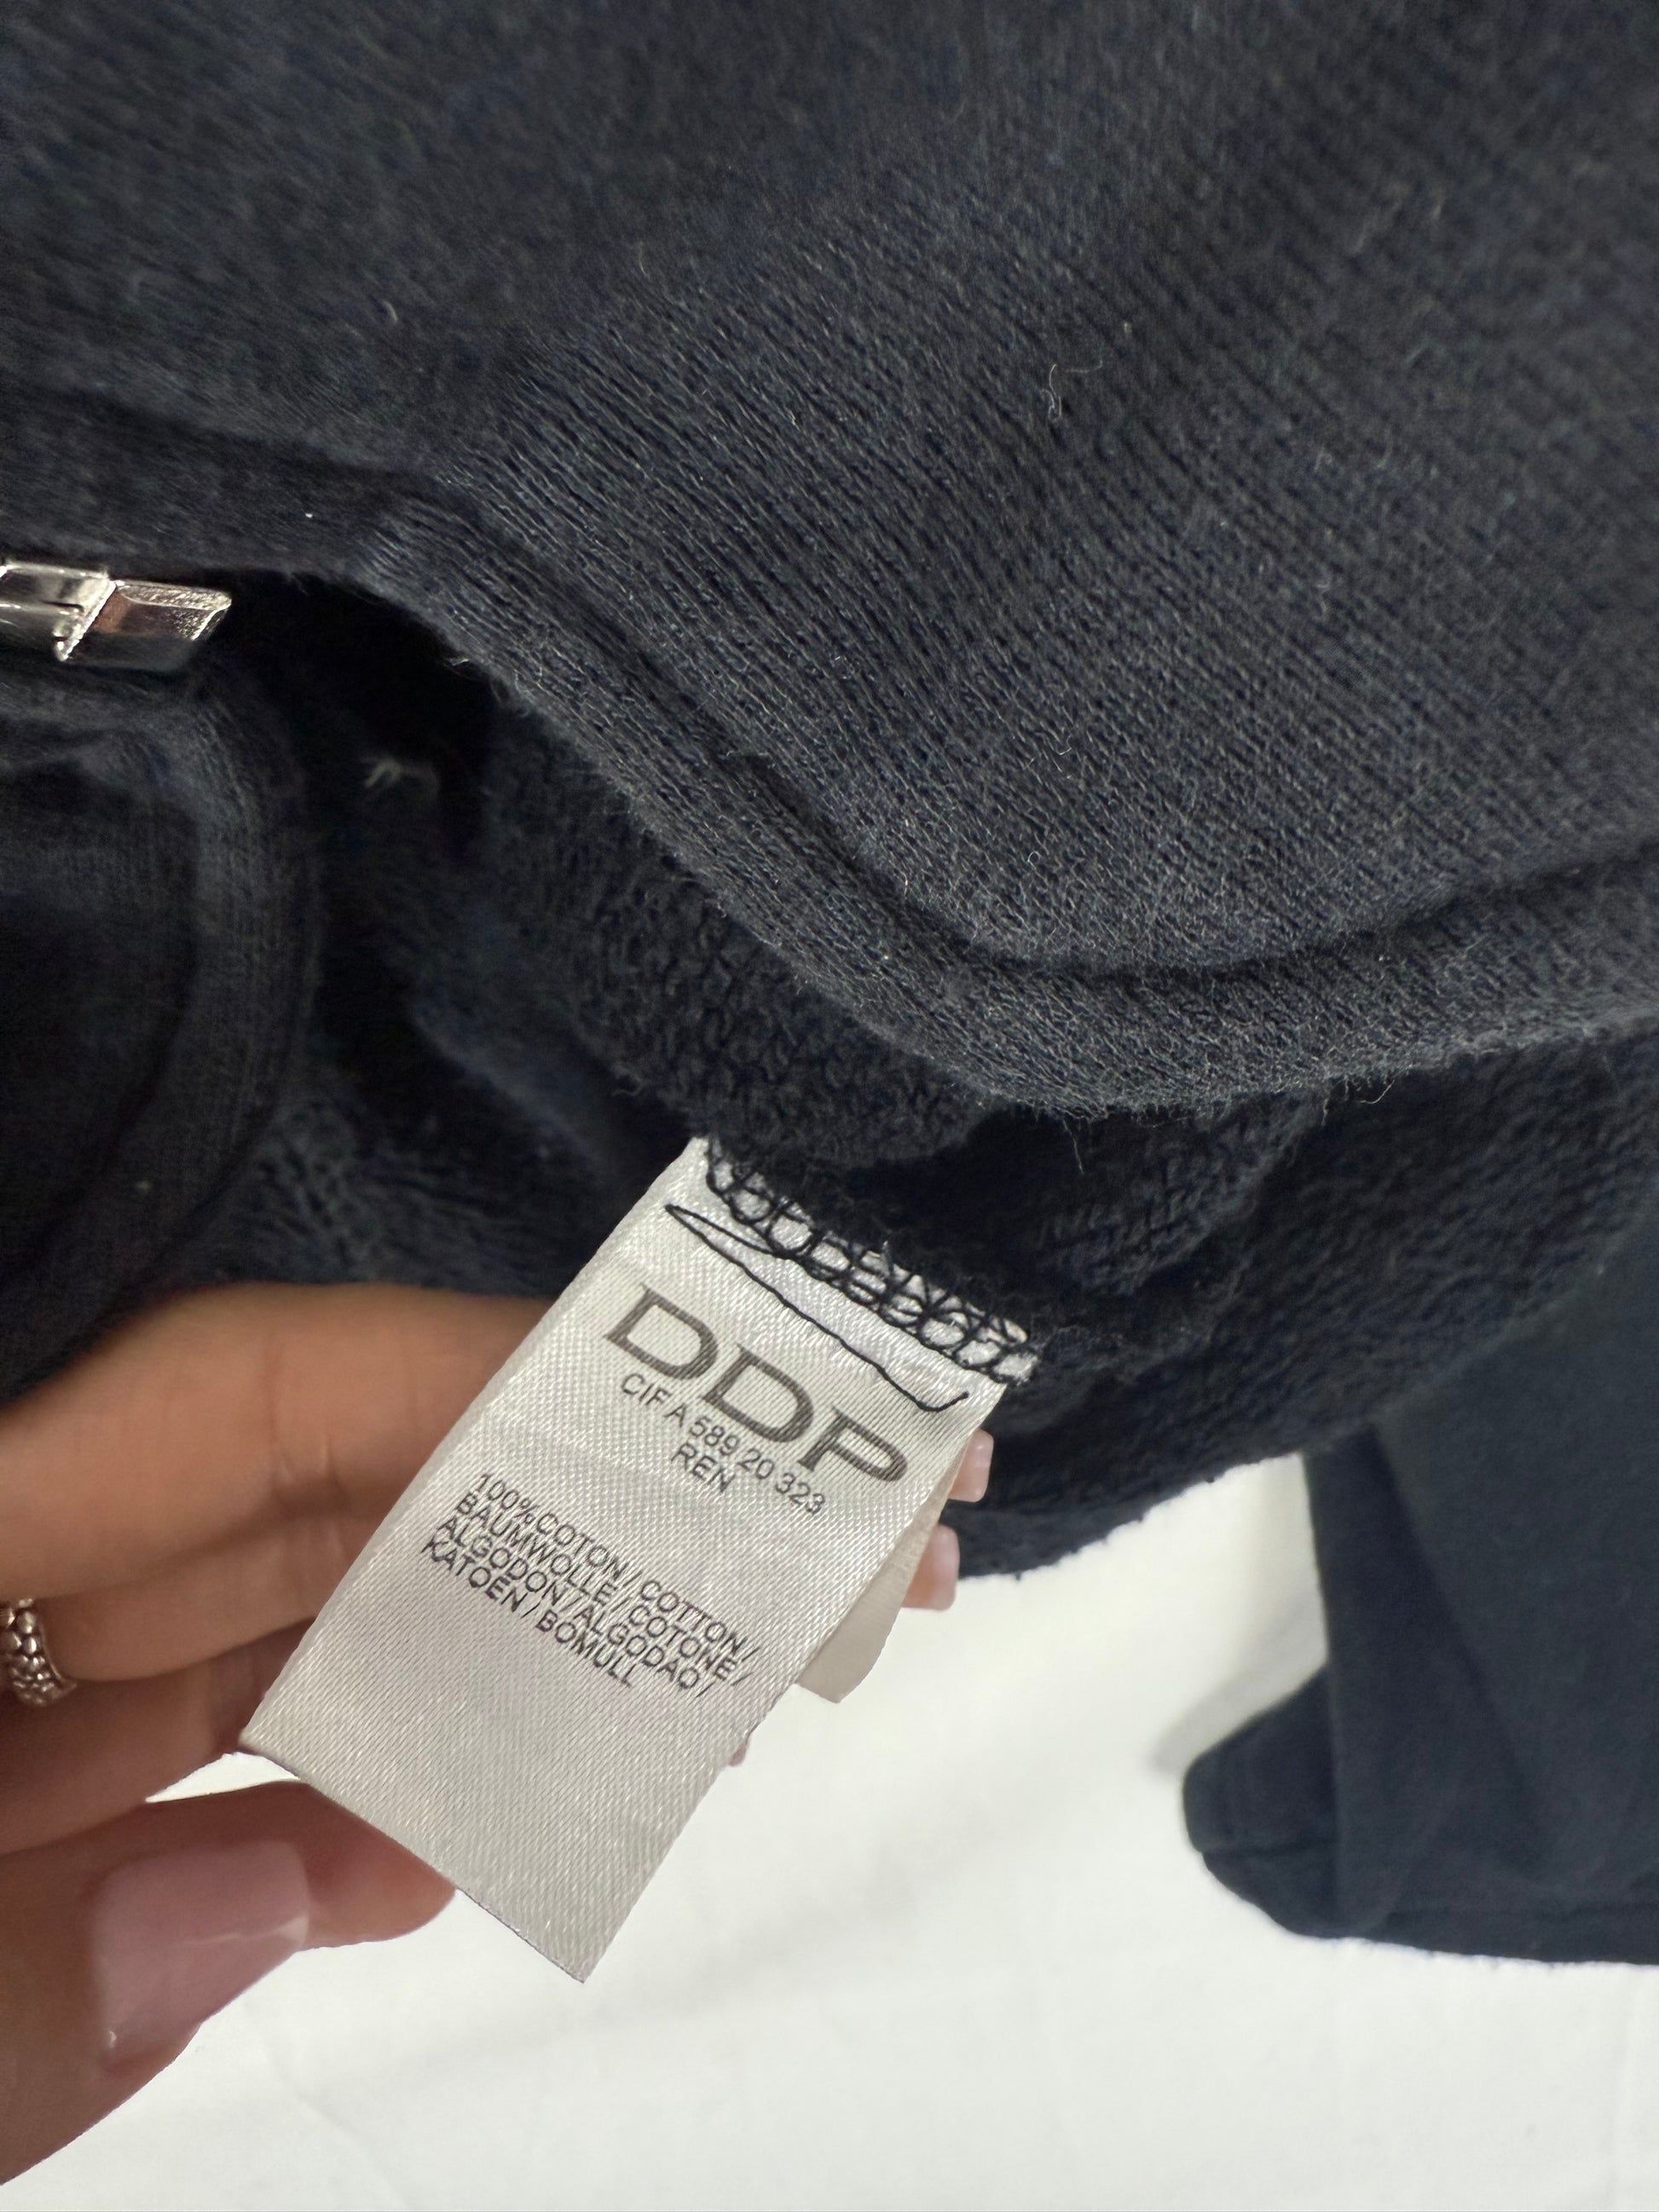 DDP
CIF A 589 20 323
REN
100%COTON / COTTON /
BAUMWOLLE / COTONE /
ALGODON / ALGODAO /
KATOEN / BOMULL